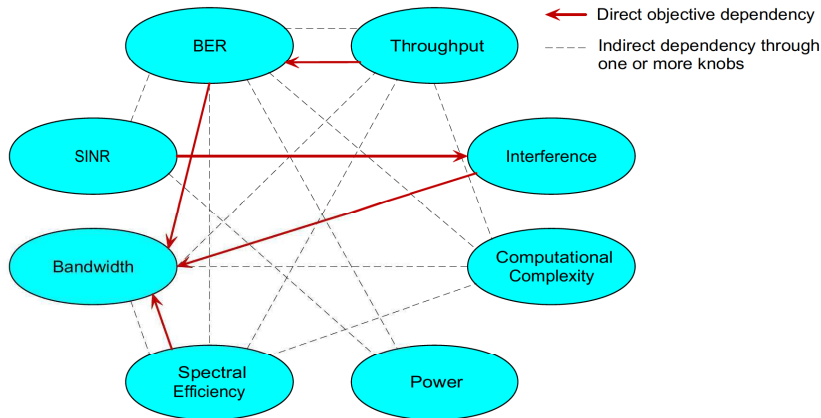 Direct objective dependency
Indirect dependency through
one or more knobs
BER
Throughput
SINR
Interference
Bandwidth
Computational
Complexity
Spectral
Efficiency
Power